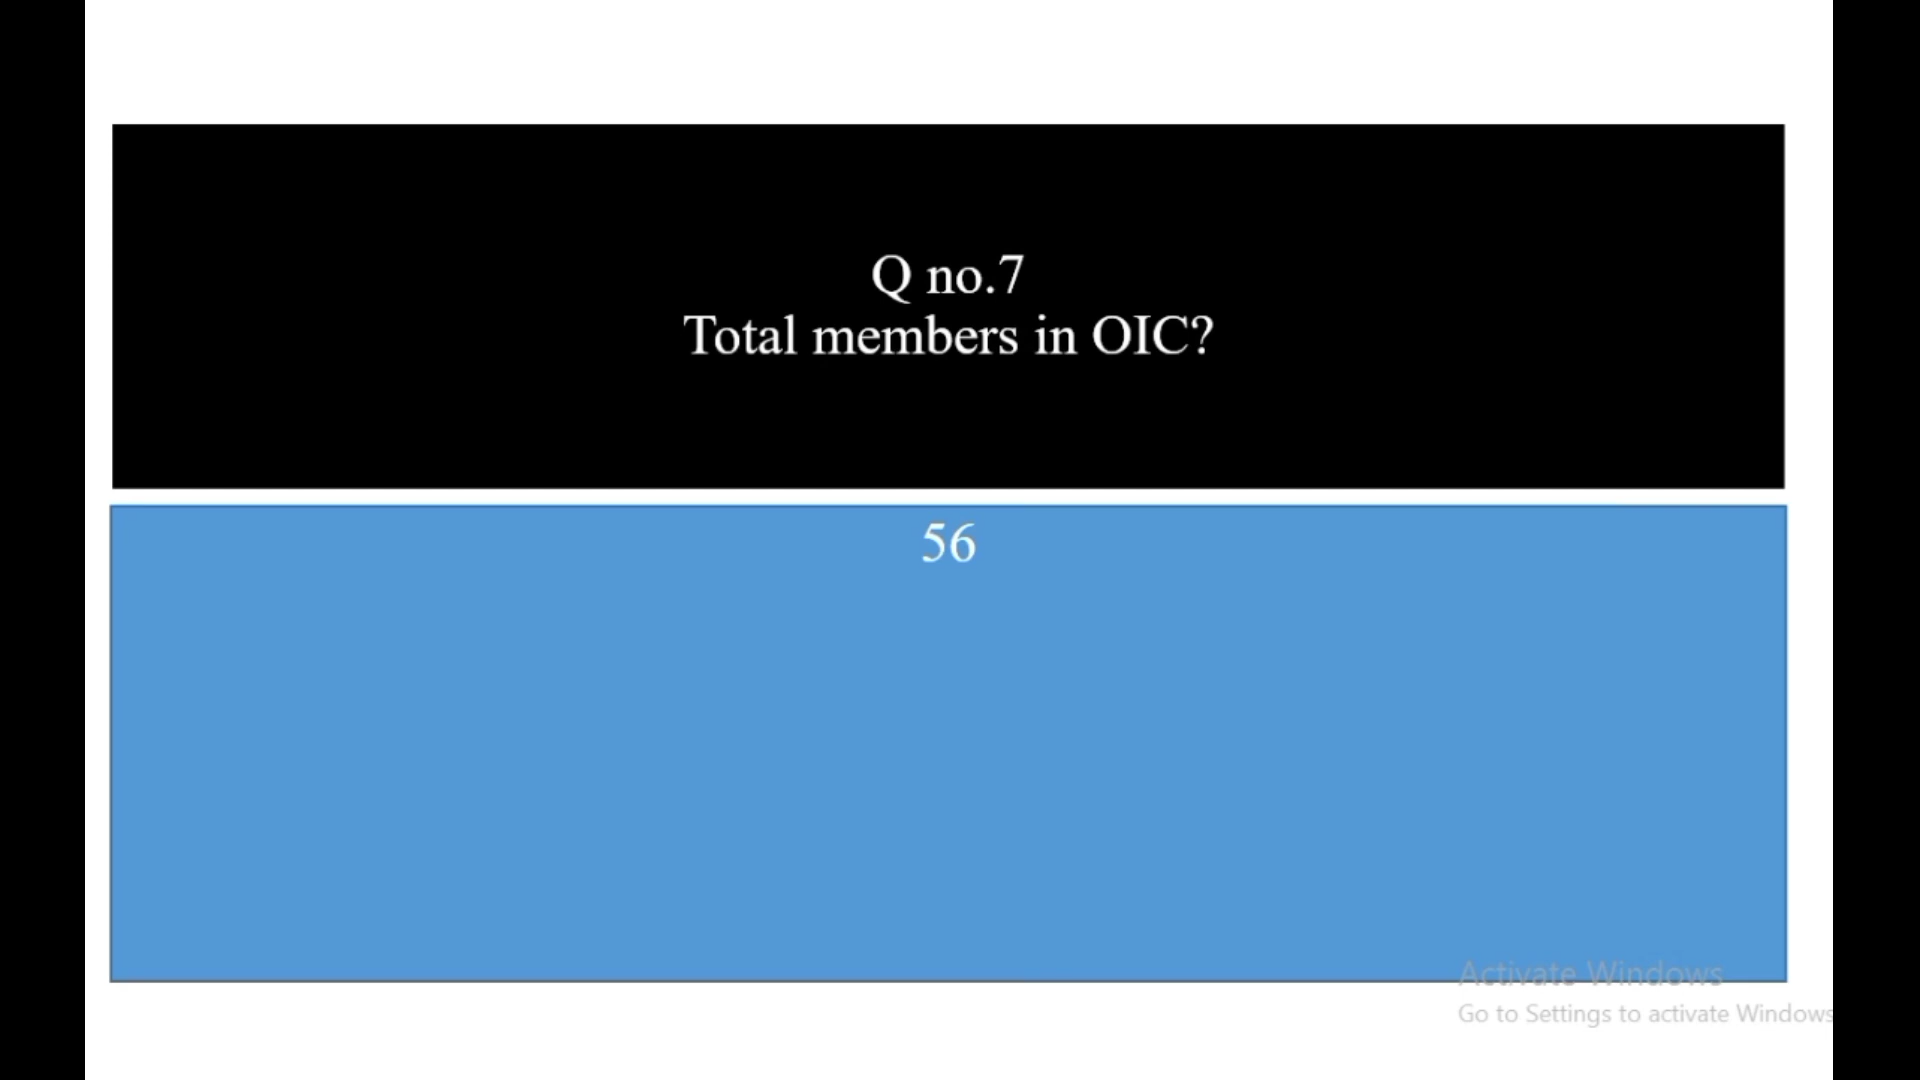 Q no.7
Total members in OIC?
56
Activate Windows
Go to Settings to activate Windows